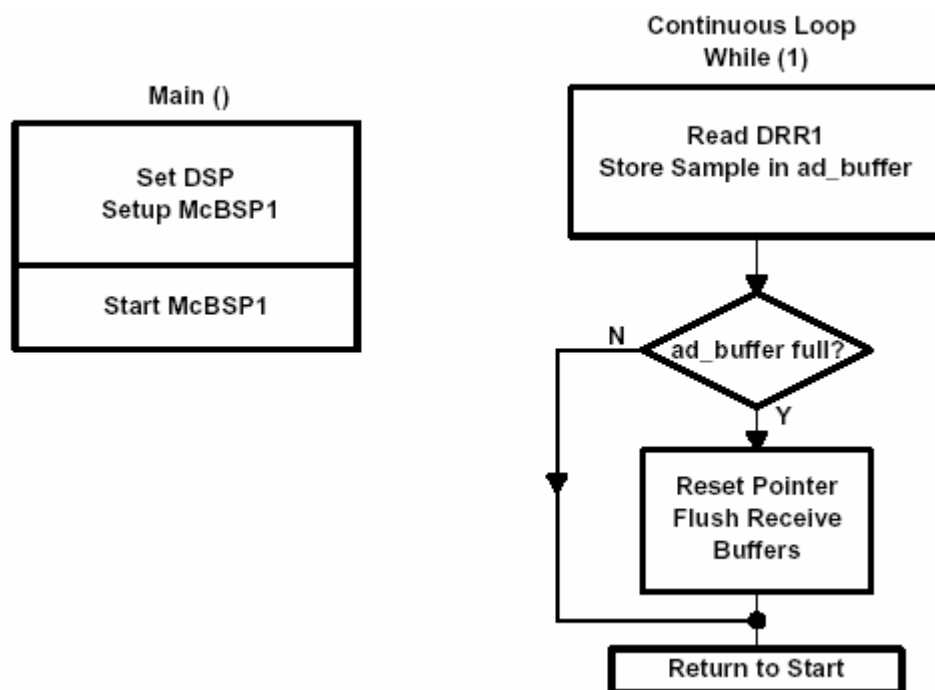 Main ()
Set DSP
Setup McBSP1
Start McBSP1
Continuous Loop
While (1)
Read DRR1
Store Sample in ad_buffer
ad_buffer full?
N
Y
Reset Pointer
Flush Receive
Buffers
Return to Start